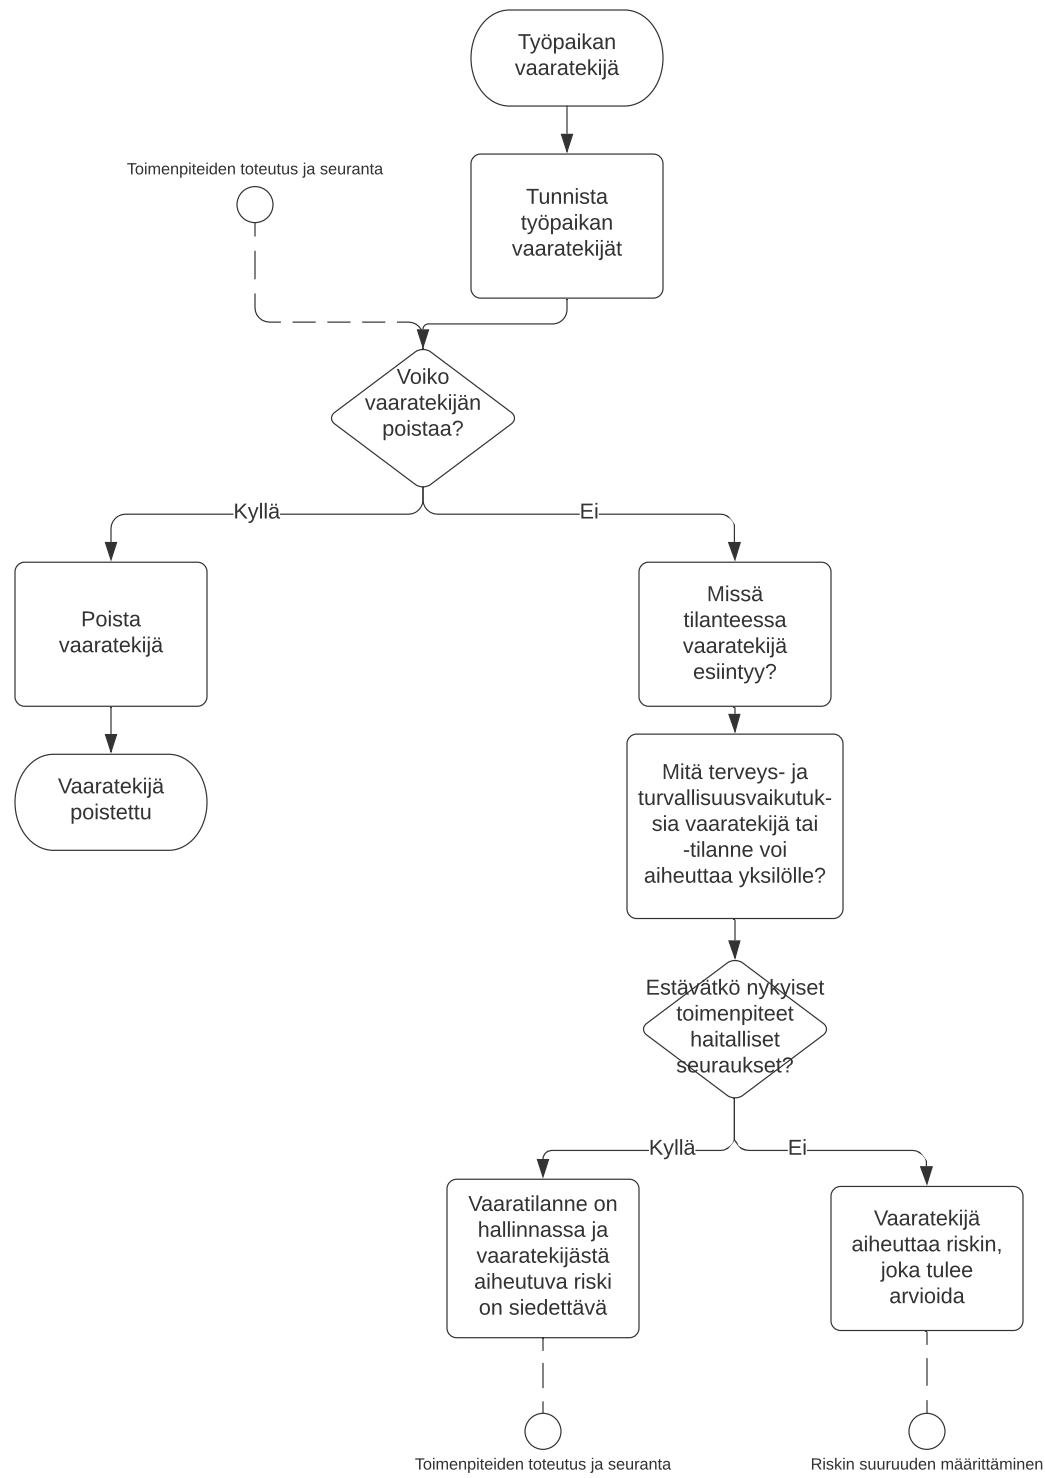 Työpaikan
vaaratekijä
Toimenpiteiden toteutus ja seuranta
Tunnista
työpaikan
vaaratekijät
Voiko
vaaratekijän
poistaa?
Kyllä
Ei
Poista
vaaratekijä
Missä
tilanteessa
vaaratekijä
esiintyy?
Vaaratekijä
poistettu
Mitä terveys- ja
turvallisuusvaikutuk-
sia vaaratekijä tai
-tilanne voi
aiheuttaa yksilölle?
Estävätkö nykyiset
toimenpiteet
haitalliset
seuraukset?
Kyllä
Ei
Vaaratilanne on
hallinnassa ja
vaaratekijästä
aiheutuva riski
on siedettävä
Vaaratekijä
aiheuttaa riskin,
joka tulee
arvioida
Toimenpiteiden toteutus ja seuranta
Riskin suuruuden määrittäminen